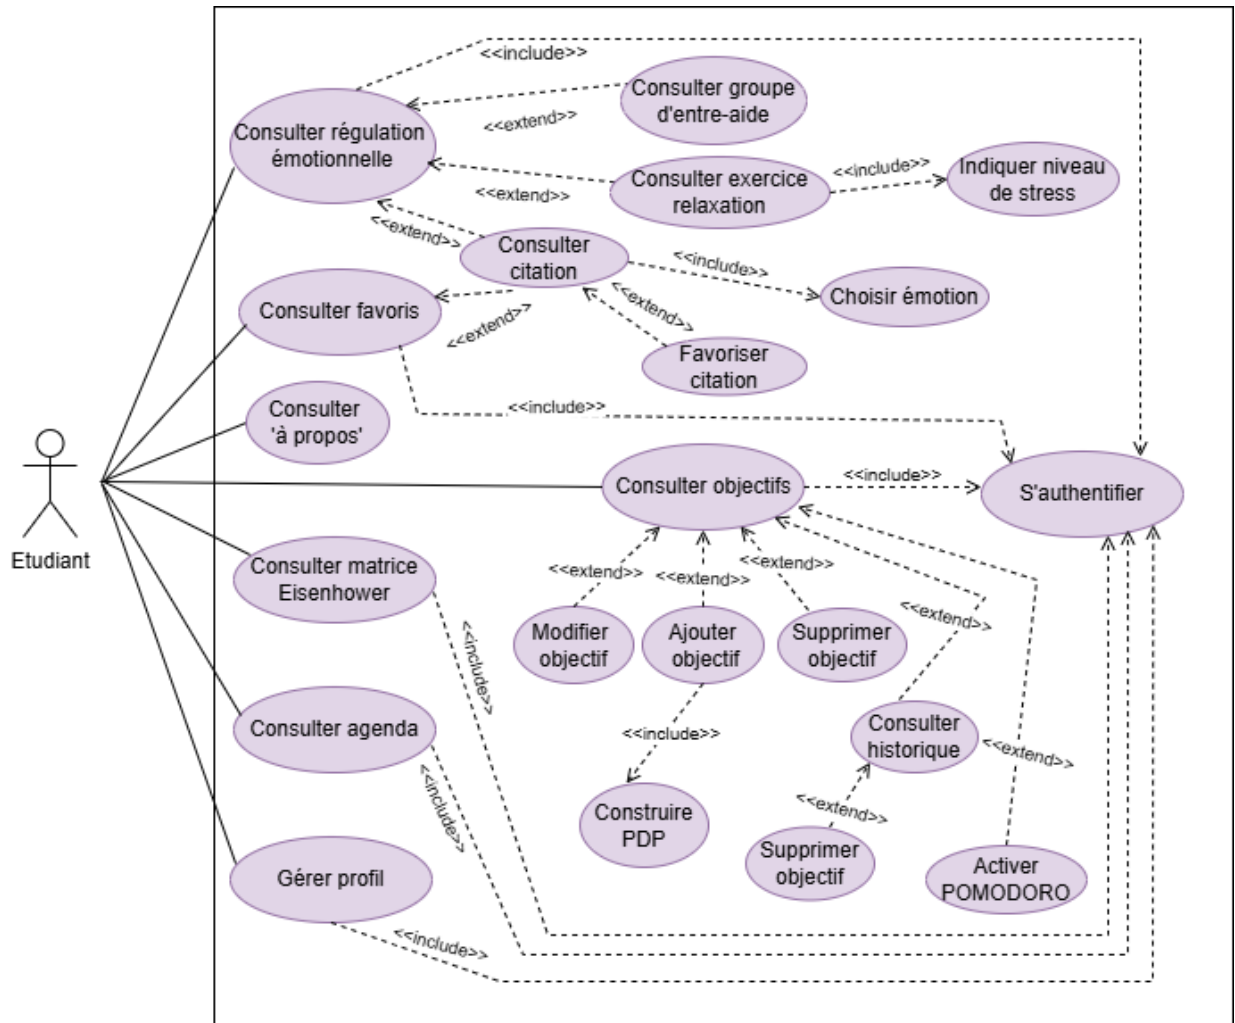 <<include>>
Consulter groupe
d'entre-aide
Consulter régulation
émotionnelle
<<extend>>
Consulter exercice
relaxation
<<include>>
Indiquer niveau
de stress
<<extend>>
<<extend>>
Consulter
citation
<<include>>
Choisir émotion
Consulter favoris
<<extend>>
<<extend>>
Favoriser
citation
Consulter
'à propos'
<<include>>
Etudiant
Consulter objectifs
<<include>>
S'authentifier
Consulter matrice
Eisenhower
<<extend>>
<<extend>>
<<extend>>
<<extend>>
Modifier
objectif
Ajouter
objectif
Supprimer
objectif
<<include>>
Consulter agenda
<<include>>
Consulter
historique
<<extend>>
<<include>>
Construire
PDP
<<extend>>
Supprimer
objectif
Activer
POMODORO
Gérer profil
<<include>>